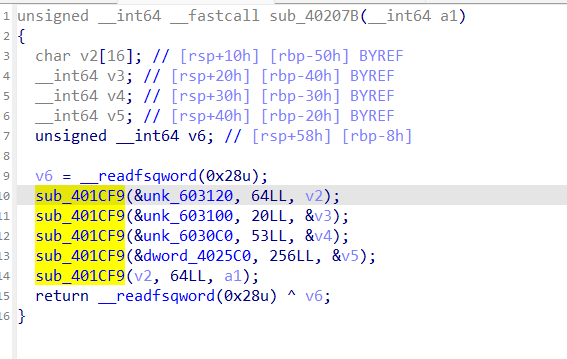 1 unsigned __int64 __fastcall sub_40207B(__int64 a1)
2 {
3 char v2[16]; // [rsp+10h] [rbp-50h] BYREF
4 __int64 v3; // [rsp+20h] [rbp-40h] BYREF
5 __int64 v4; // [rsp+30h] [rbp-30h] BYREF
6 __int64 v5; // [rsp+40h] [rbp-20h] BYREF
7 unsigned __int64 v6; // [rsp+58h] [rbp-8h]
8
9 v6 = __readfsqword(0x28u);
10 sub_401CF9(&unk_603120, 64LL, v2);
11 sub_401CF9(&unk_603100, 20LL, &v3);
12 sub_401CF9(&unk_6030C0, 53LL, &v4);
13 sub_401CF9(&dword_4025C0, 256LL, &v5);
14 sub_401CF9(v2, 64LL, a1);
15 return __readfsqword(0x28u) ^ v6;
16 }